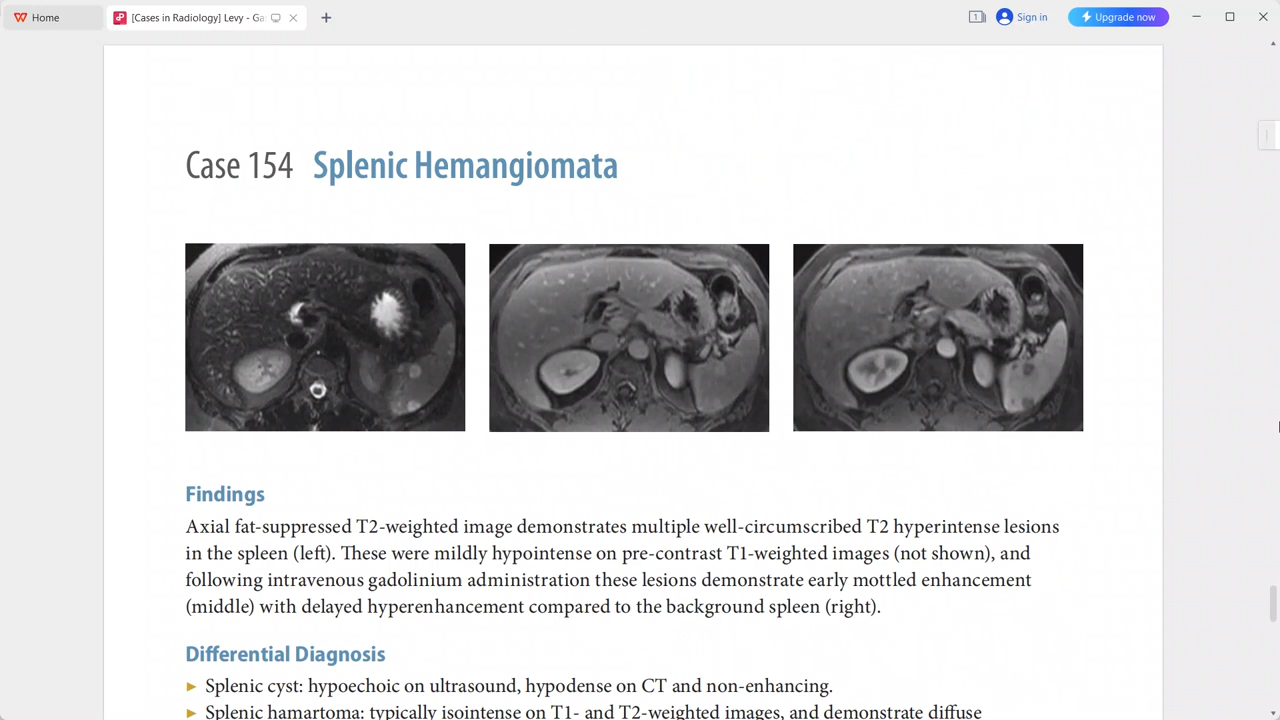 Home
[Cases in Radiology] Levy - Ga
1
Sign in
Upgrade now
Case 154 Splenic Hemangiomata
Findings
Axial fat-suppressed T2-weighted image demonstrates multiple well-circumscribed T2 hyperintense lesions
in the spleen (left). These were mildly hypointense on pre-contrast T1-weighted images (not shown), and
following intravenous gadolinium administration these lesions demonstrate early mottled enhancement
(middle) with delayed hyperenhancement compared to the background spleen (right).
Differential Diagnosis
► Splenic cyst: hypoechoic on ultrasound, hypodense on CT and non-enhancing.
► Splenic hamartoma: typically isointense on T1- and T2-weighted images, and demonstrate diffuse